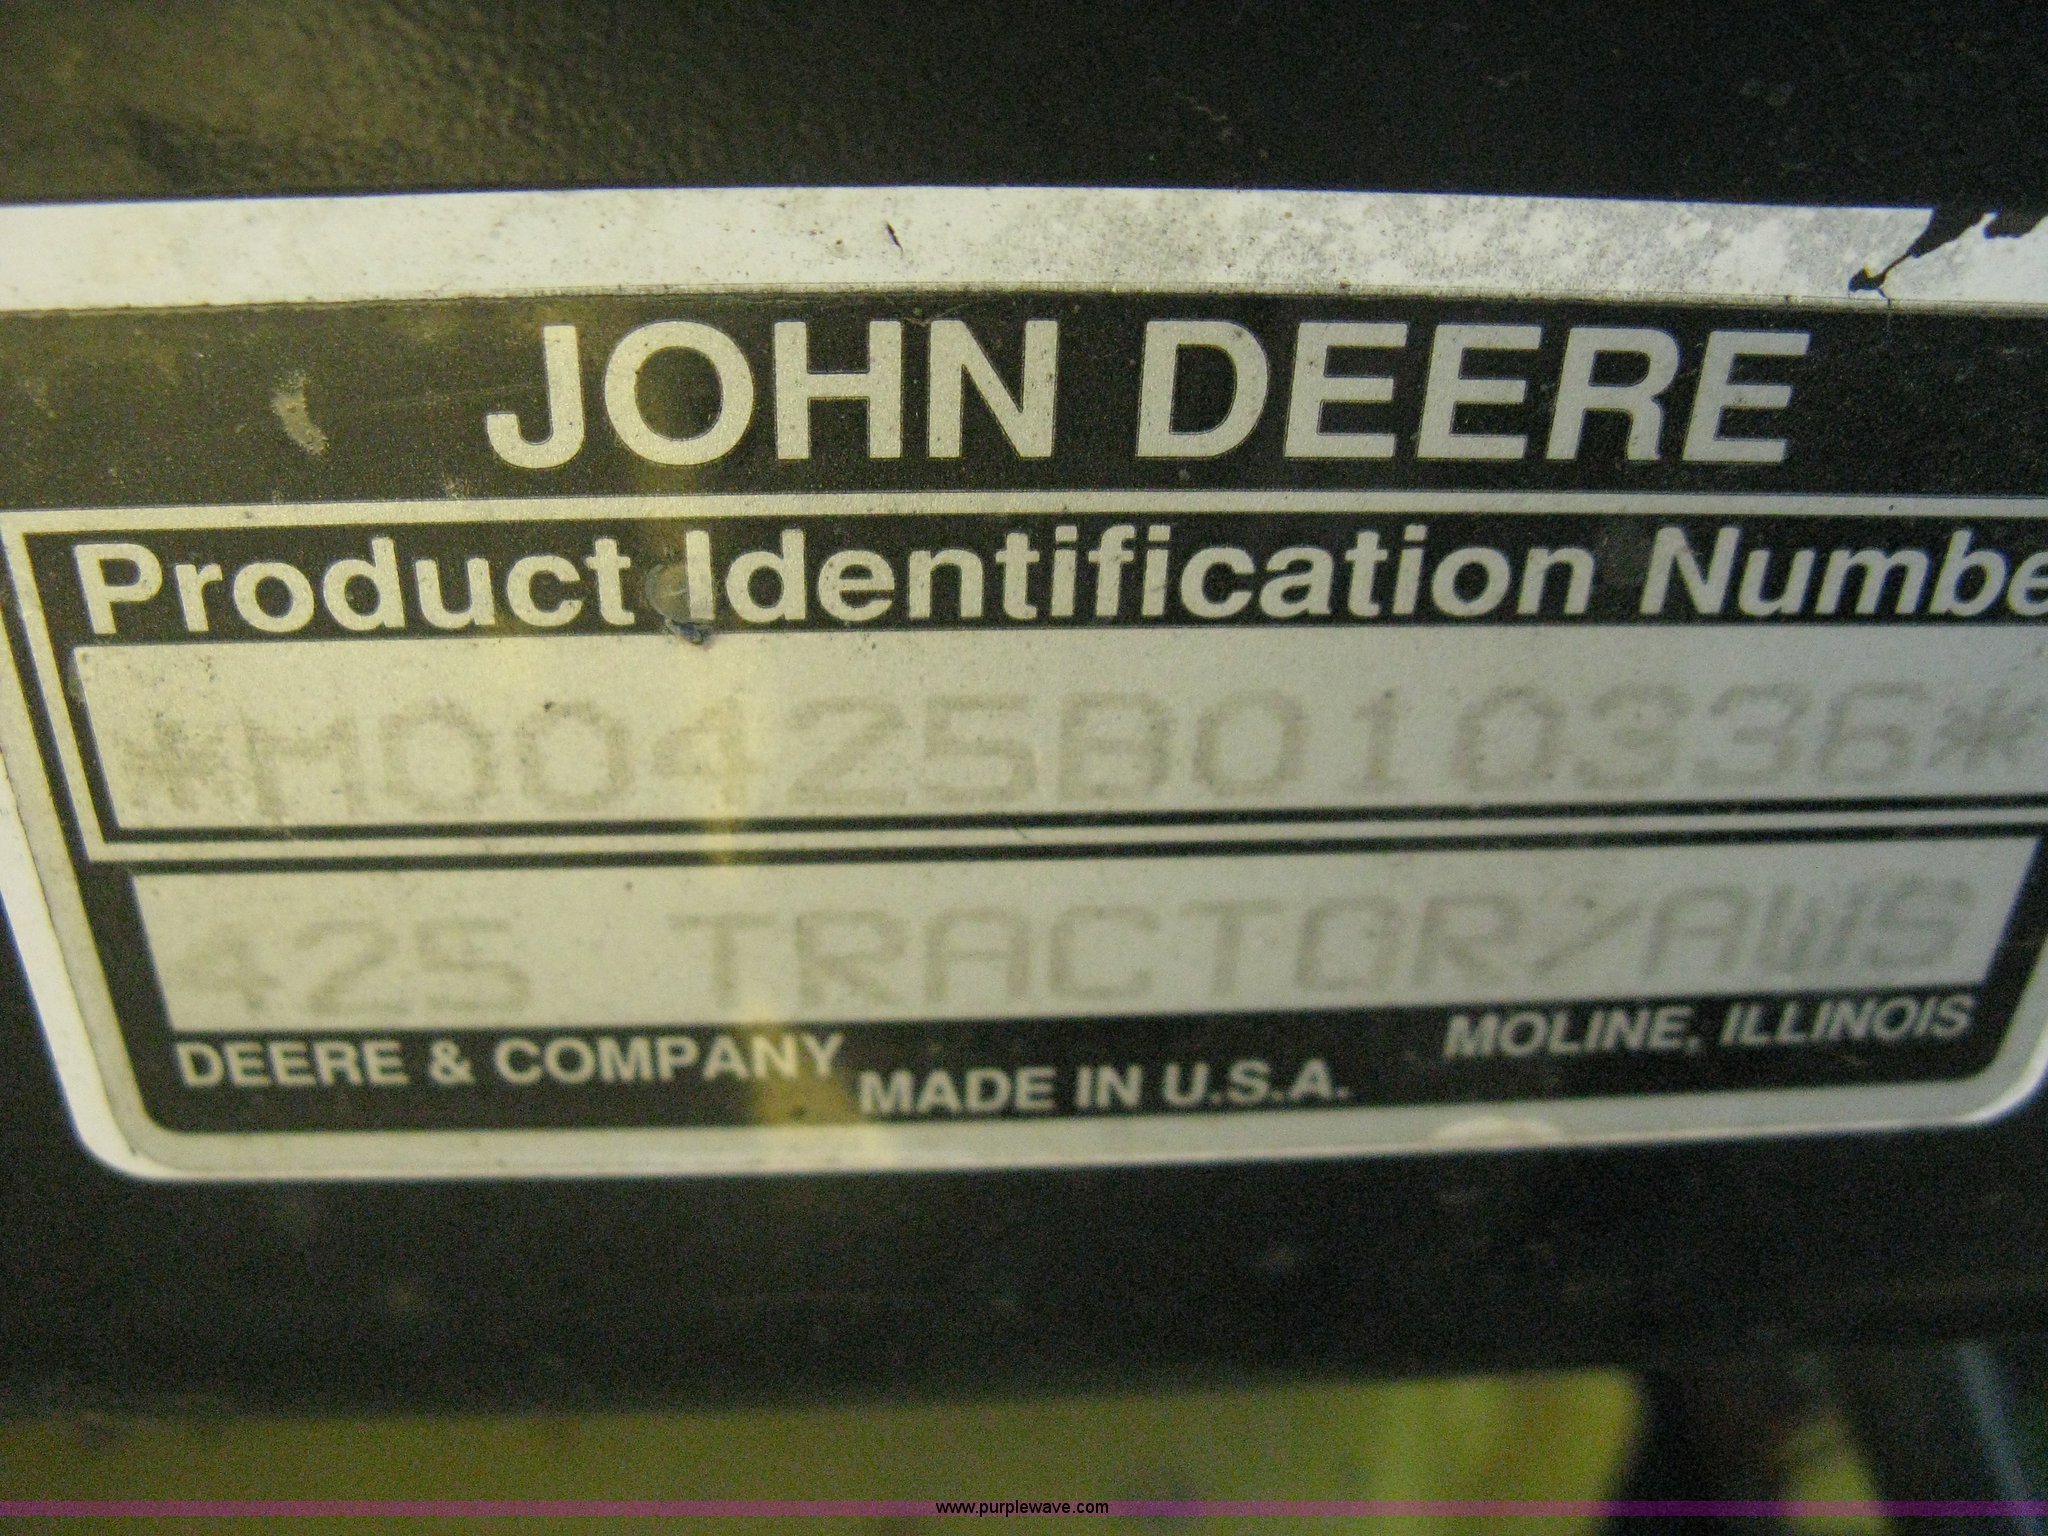 JOHN DEERE
Product Identification Numbe
*M00425B010336*
425 TRACTOR/AWS
DEERE & COMPANY MADE IN U.S.A. MOLINE, ILLINOIS
www.purplewave.com